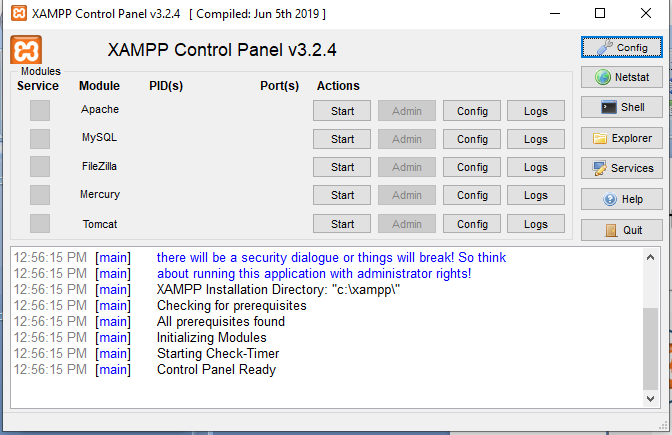 XAMPP Control Panel v3.2.4 [ Compiled: Jun 5th 2019 ]
XAMPP Control Panel v3.2.4
Config
Modules
Service Module PID(s) Port(s) Actions
Netstat
Apache Start Admin Config Logs
Shell
MySQL Start Admin Config Logs
Explorer
FileZilla Start Admin Config Logs
Services
Mercury Start Admin Config Logs
Help
Tomcat Start Admin Config Logs
Quit
12:56:15 PM [main] there will be a security dialogue or things will break! So think
12:56:15 PM [main] about running this application with administrator rights!
12:56:15 PM [main] XAMPP Installation Directory: "c:\xampp\"
12:56:15 PM [main] Checking for prerequisites
12:56:15 PM [main] All prerequisites found
12:56:15 PM [main] Initializing Modules
12:56:15 PM [main] Starting Check-Timer
12:56:15 PM [main] Control Panel Ready